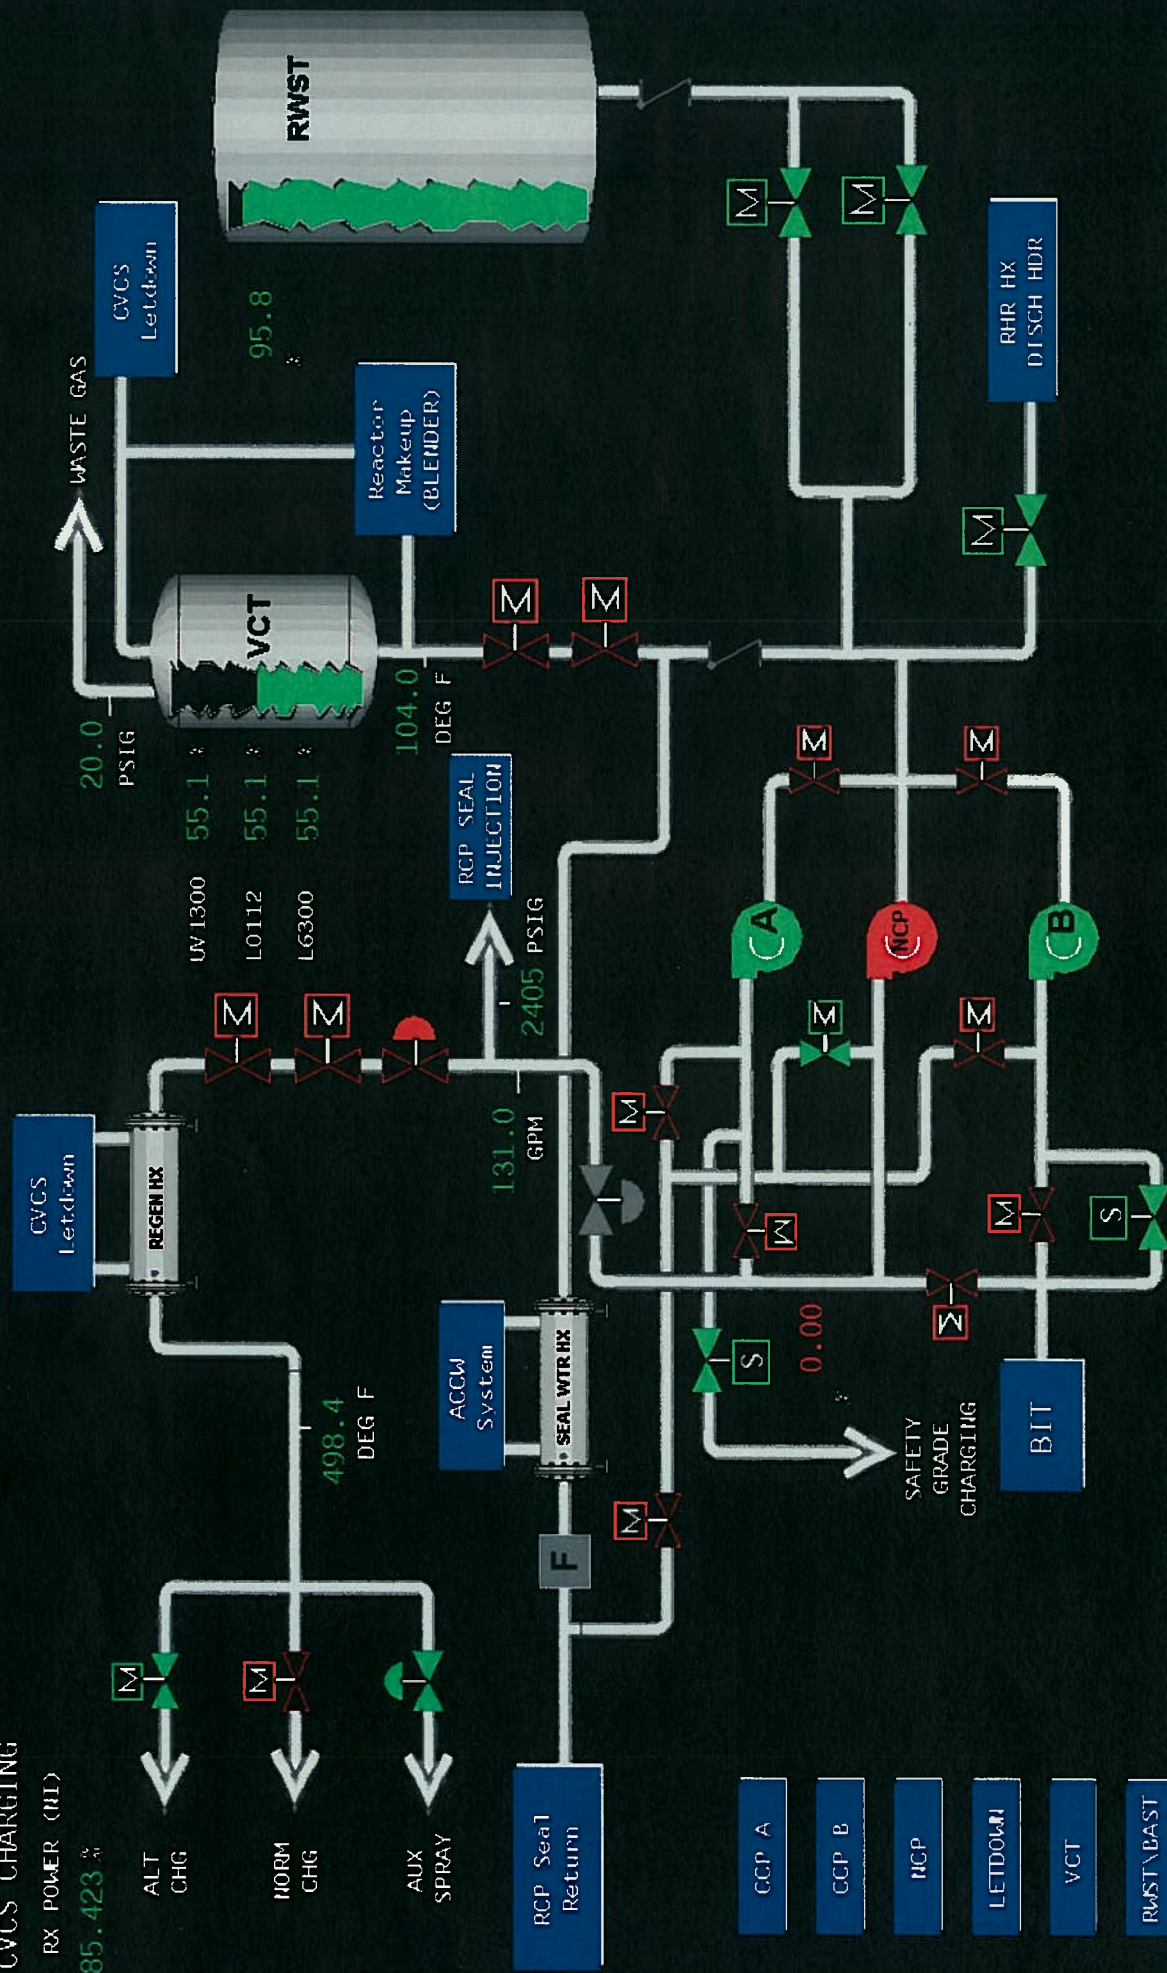 CVCS CHARGING
RX POWER (NI)
85.423 %
ALT
CHG
NORM
CHG
AUX
SPRAY
498.4
DEG F
CVCS
Letdown
REGEN HX
M
M
M
M
UV1300 55.1 %
L0112 55.1 %
L6300 55.1 %
20.0
PSIG
WASTE GAS
CVCS
Letdown
VCT
RWST
95.8
%
Reactor
Makeup
(BLENDER)
104.0
DEG F
M
M
RCP SEAL
INJECTION
2405 PSIG
131.0
GPM
ACCW
System
SEAL WTR HX
F
RCP Seal
Return
M
M
M
M
S
0.00
%
SAFETY
GRADE
CHARGING
A
NCP
B
M
M
M
M
M
M
S
BIT
M
M
M
RHR HX
DISCH HDR
CCP A
CCP B
NCP
LETDOWN
VCT
RWST\BAST